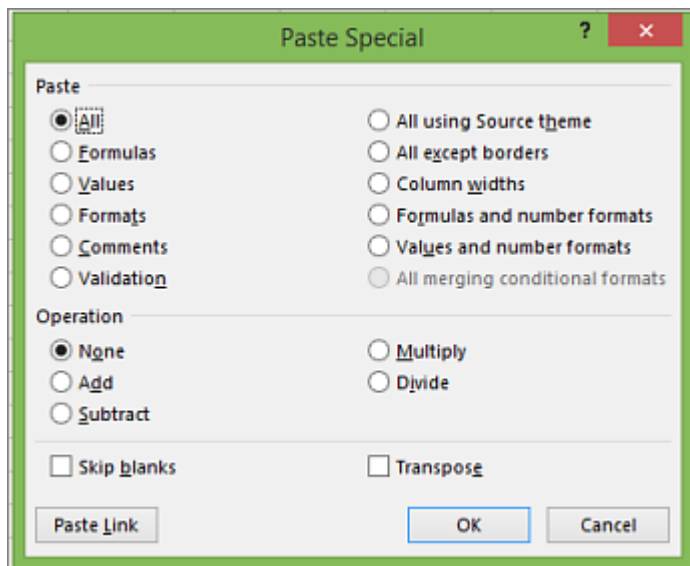 Paste Special
?
Paste
All
All using Source theme
Formulas
All except borders
Values
Column widths
Formats
Formulas and number formats
Comments
Values and number formats
Validation
All merging conditional formats
Operation
None
Multiply
Add
Divide
Subtract
Skip blanks
Transpose
Paste Link
OK
Cancel